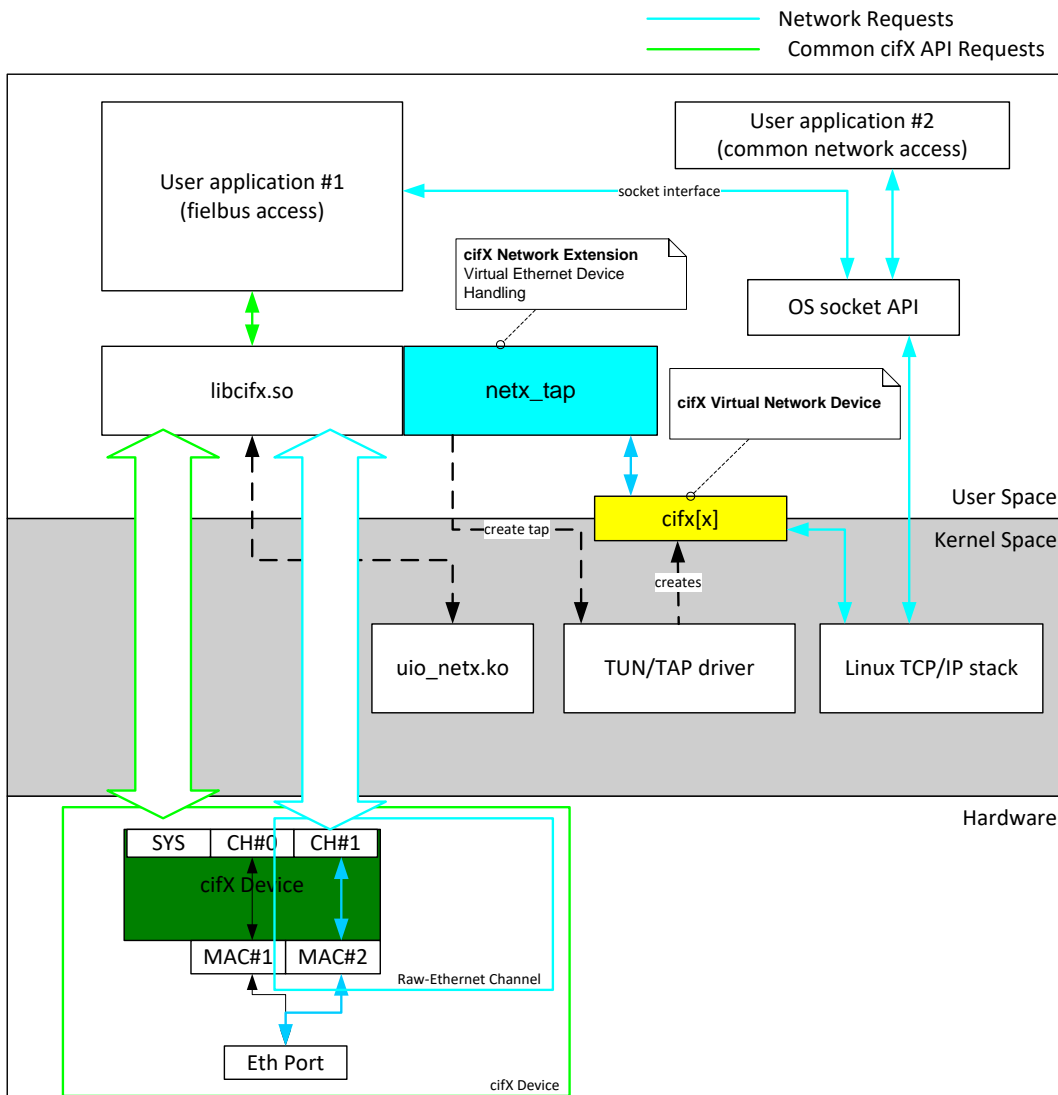 Network Requests
Common cifX API Requests
User application #1
(fielbus access)
User application #2
(common network access)
socket interface
cifX Network Extension
Virtual Ethernet Device
Handling
OS socket API
libcifx.so
netx_tap
cifX Virtual Network Device
User Space
cifx[x]
create tap
Kernel Space
creates
uio_netx.ko
TUN/TAP driver
Linux TCP/IP stack
Hardware
SYS
CH#0
CH#1
cifX Device
MAC#1
MAC#2
Raw-Ethernet Channel
Eth Port
cifX Device